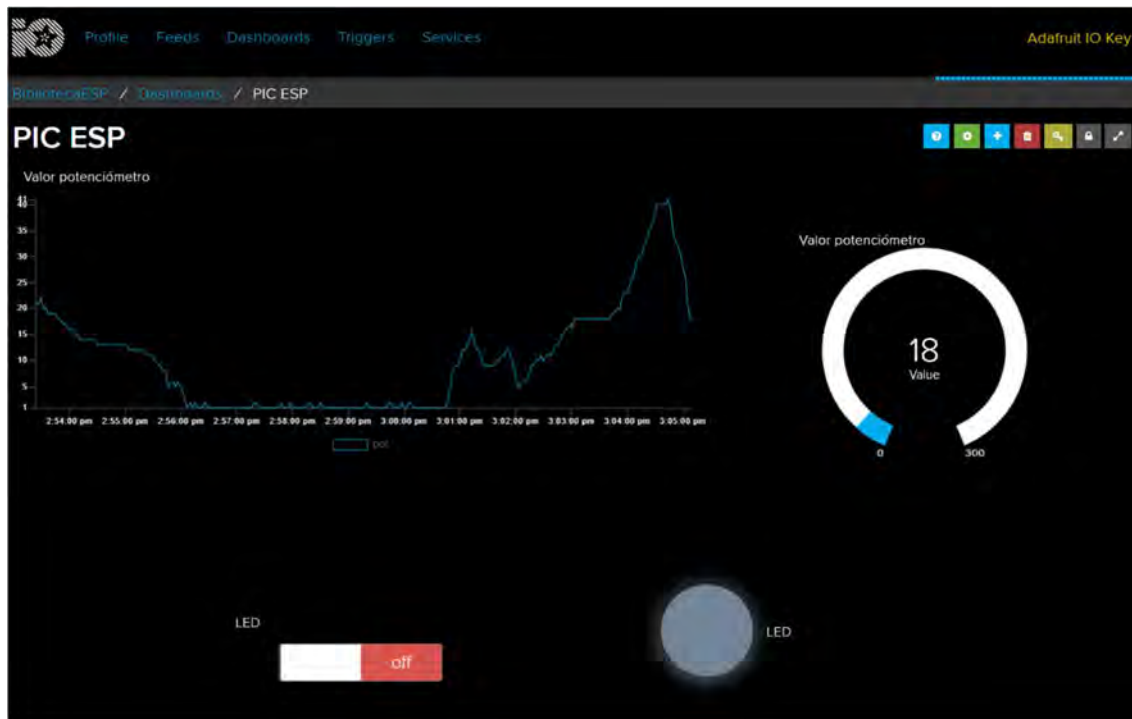 Profile Feeds Dashboards Triggers Services
Adafruit IO Key
BibliotecaESP / Dashboards / PIC ESP
PIC ESP
Valor potenciómetro
41
40
35
30
25
20
15
10
5
1
2:54:00 pm 2:55:00 pm 2:56:00 pm 2:57:00 pm 2:58:00 pm 2:59:00 pm 3:00:00 pm 3:01:00 pm 3:02:00 pm 3:03:00 pm 3:04:00 pm 3:05:00 pm
pot
Valor potenciómetro
18
Value
0 300
LED
off
LED